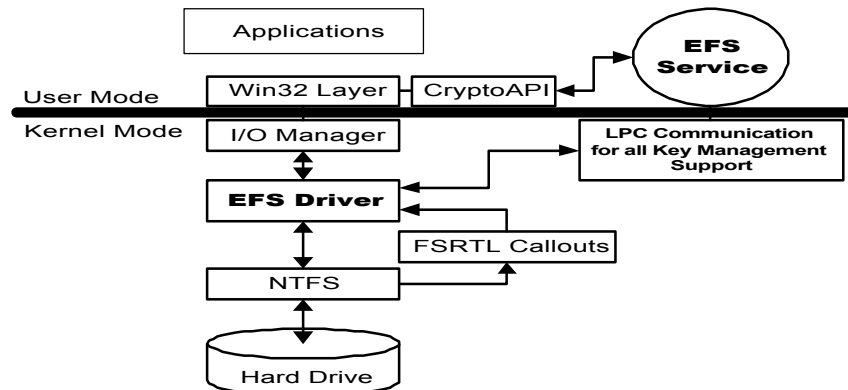 Applications
EFS
Service
Win32 Layer
CryptoAPI
User Mode
Kernel Mode
I/O Manager
LPC Communication
for all Key Management
Support
EFS Driver
FSRTL Callouts
NTFS
Hard Drive